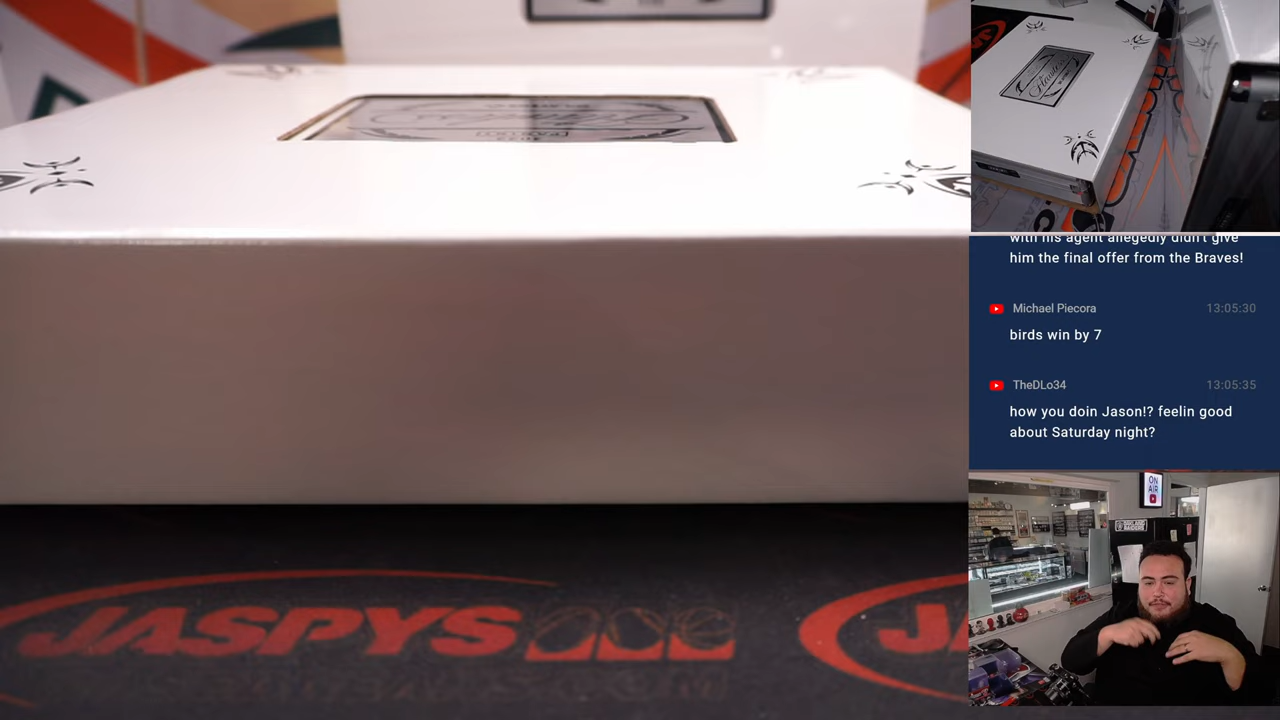 with his agent allegedly didn't give
him the final offer from the Braves!
Michael Piecora 13:05:30
birds win by 7
TheDLo34 13:05:35
how you doin Jason!? feelin good
about Saturday night?
ON
AIR
JASPYS
JA
Flawless